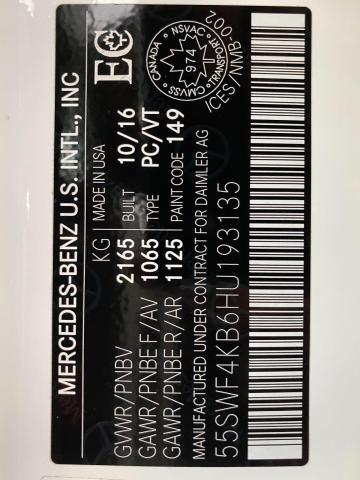 MERCEDES-BENZ U.S. INTL., INC
KG MADE IN USA
GVWR/PNBV 2165 BUILT 10/16
GAWR/PNBE F/AV 1065 TYPE PC/VT
GAWR/PNBE R/AR 1125 PAINT CODE 149
MANUFACTURED UNDER CONTRACT FOR DAIMLER AG
55SWF4KB6HU193135
EC
CANADA
NSVAC
974
CMVSS
TRANSPORT
ICES/NMB-002